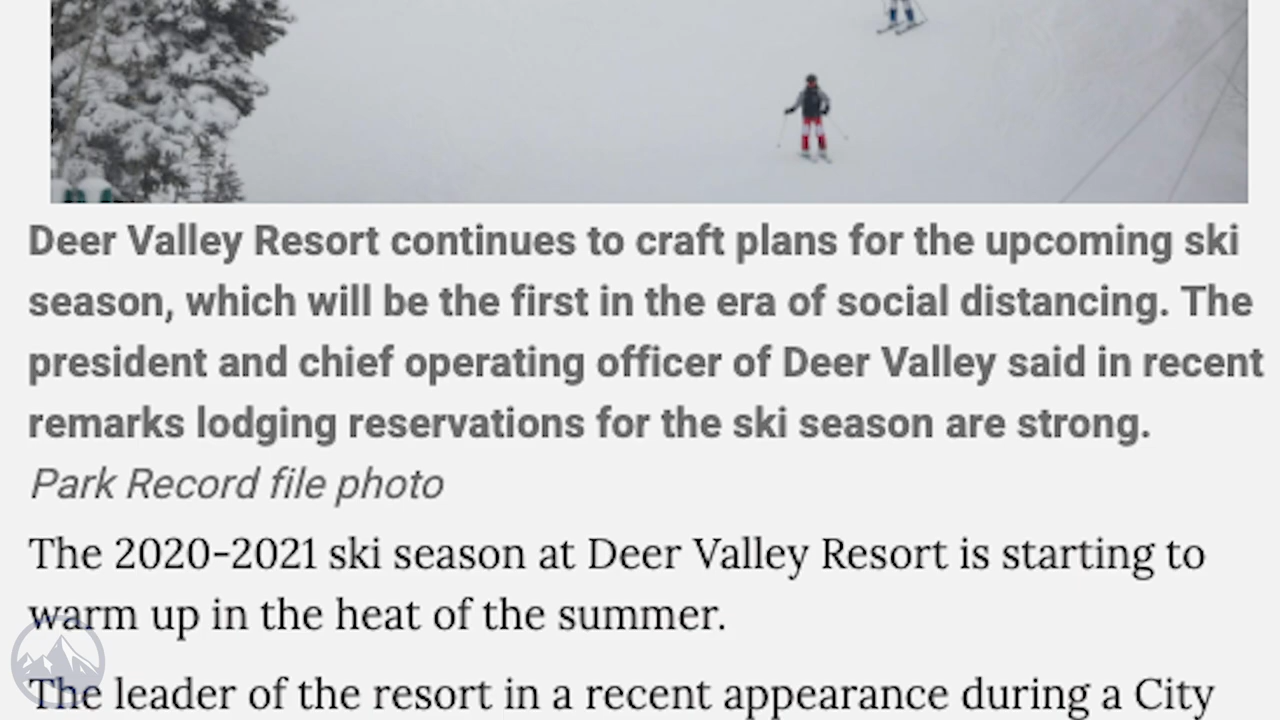 Deer Valley Resort continues to craft plans for the upcoming ski
season, which will be the first in the era of social distancing. The
president and chief operating officer of Deer Valley said in recent
remarks lodging reservations for the ski season are strong.
Park Record file photo
The 2020-2021 ski season at Deer Valley Resort is starting to
warm up in the heat of the summer.
The leader of the resort in a recent appearance during a City